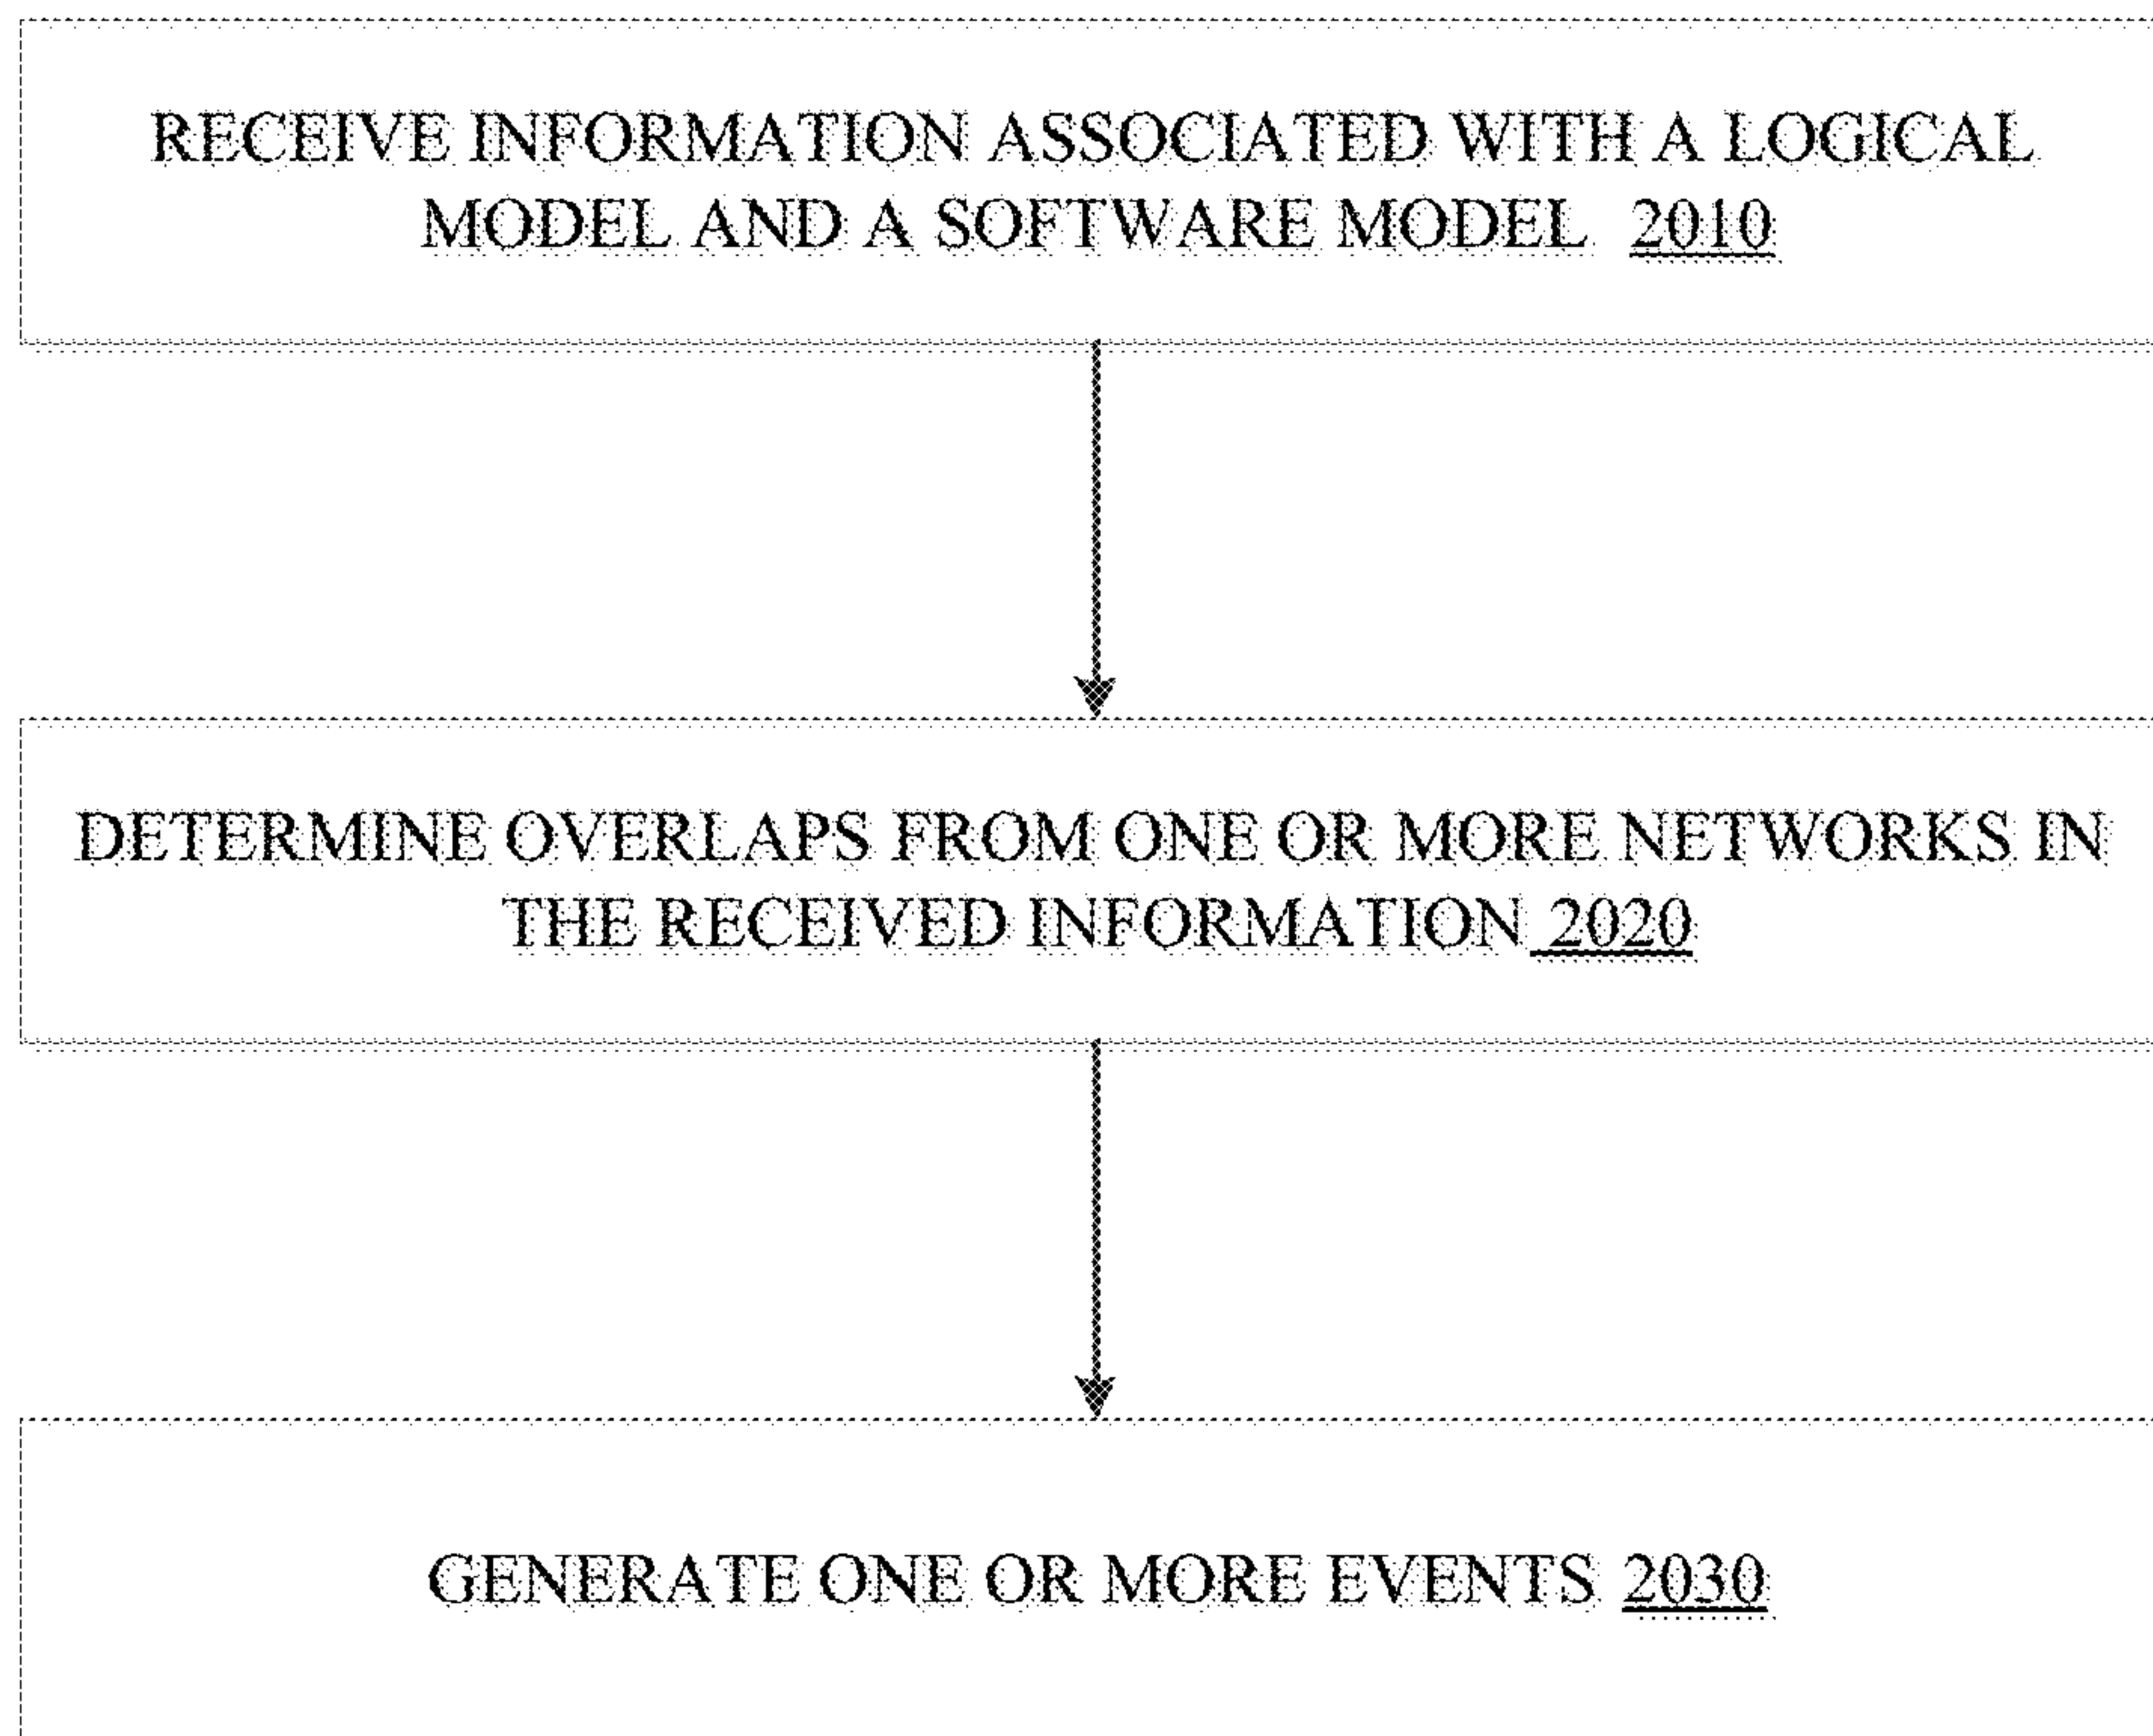 RECEIVE INFORMATION ASSOCIATED WITH A LOGICAL
MODEL AND A SOFTWARE MODEL 2010
DETERMINE OVERLAPS FROM ONE OR MORE NETWORKS IN
THE RECEIVED INFORMATION 2020
GENERATE ONE OR MORE EVENTS 2030